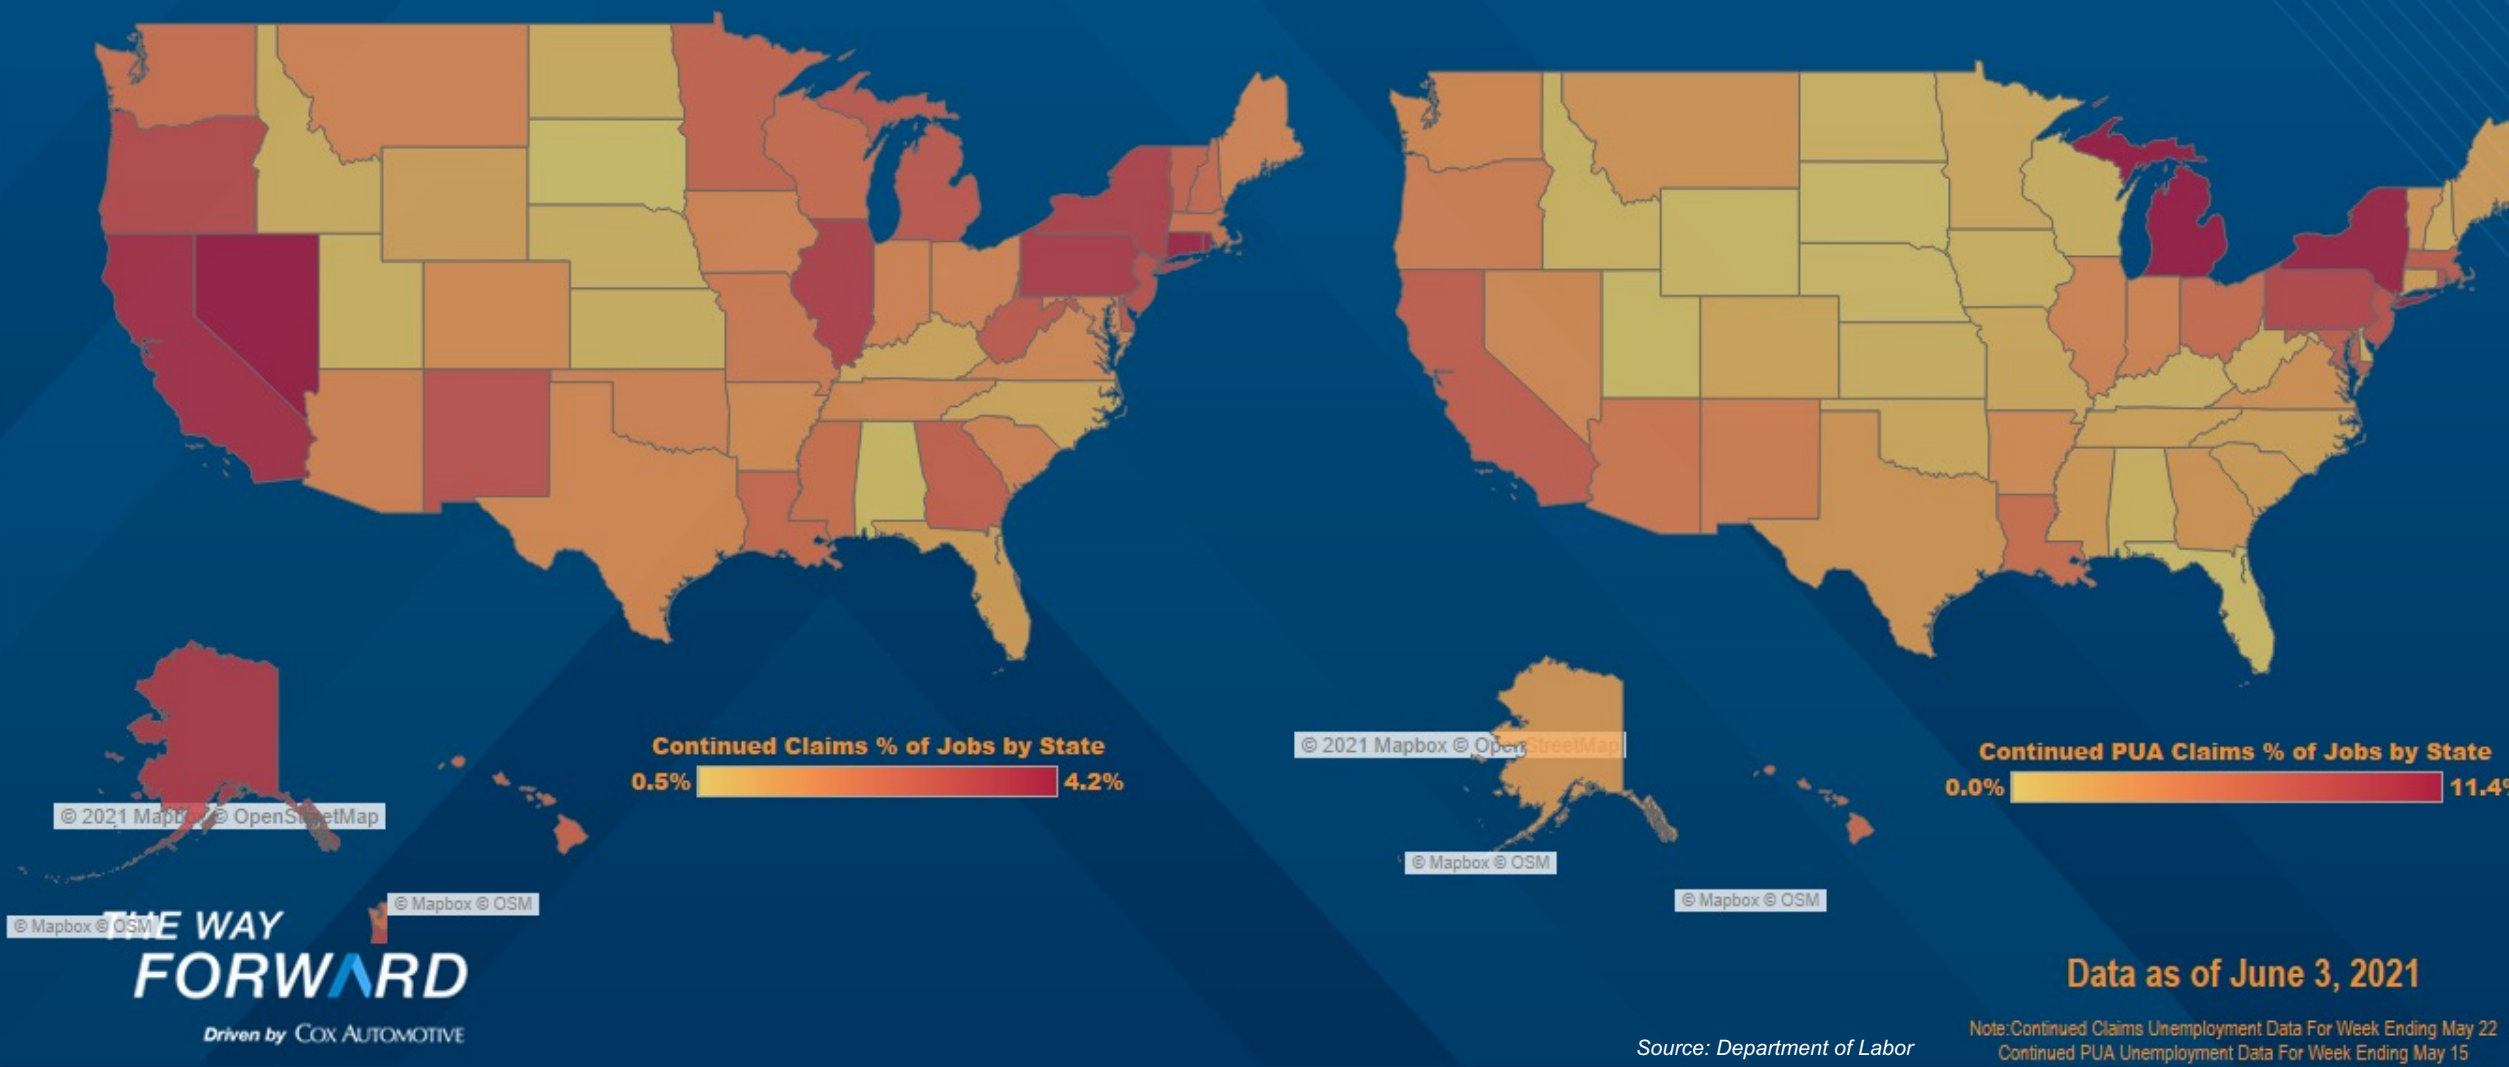 Continued Claims % of Jobs by State
0.5%
4.2%
© 2021 Mapbox © OpenStreetMap
© Mapbox © OSM
© Mapbox © OSM
THE WAY
FORWARD
Driven by COX AUTOMOTIVE
© 2021 Mapbox © OpenStreetMap
© Mapbox © OSM
© Mapbox © OSM
Continued PUA Claims % of Jobs by State
0.0%
11.4%
Data as of June 3, 2021
Note:Continued Claims Unemployment Data For Week Ending May 22
Continued PUA Unemployment Data For Week Ending May 15
Source: Department of Labor